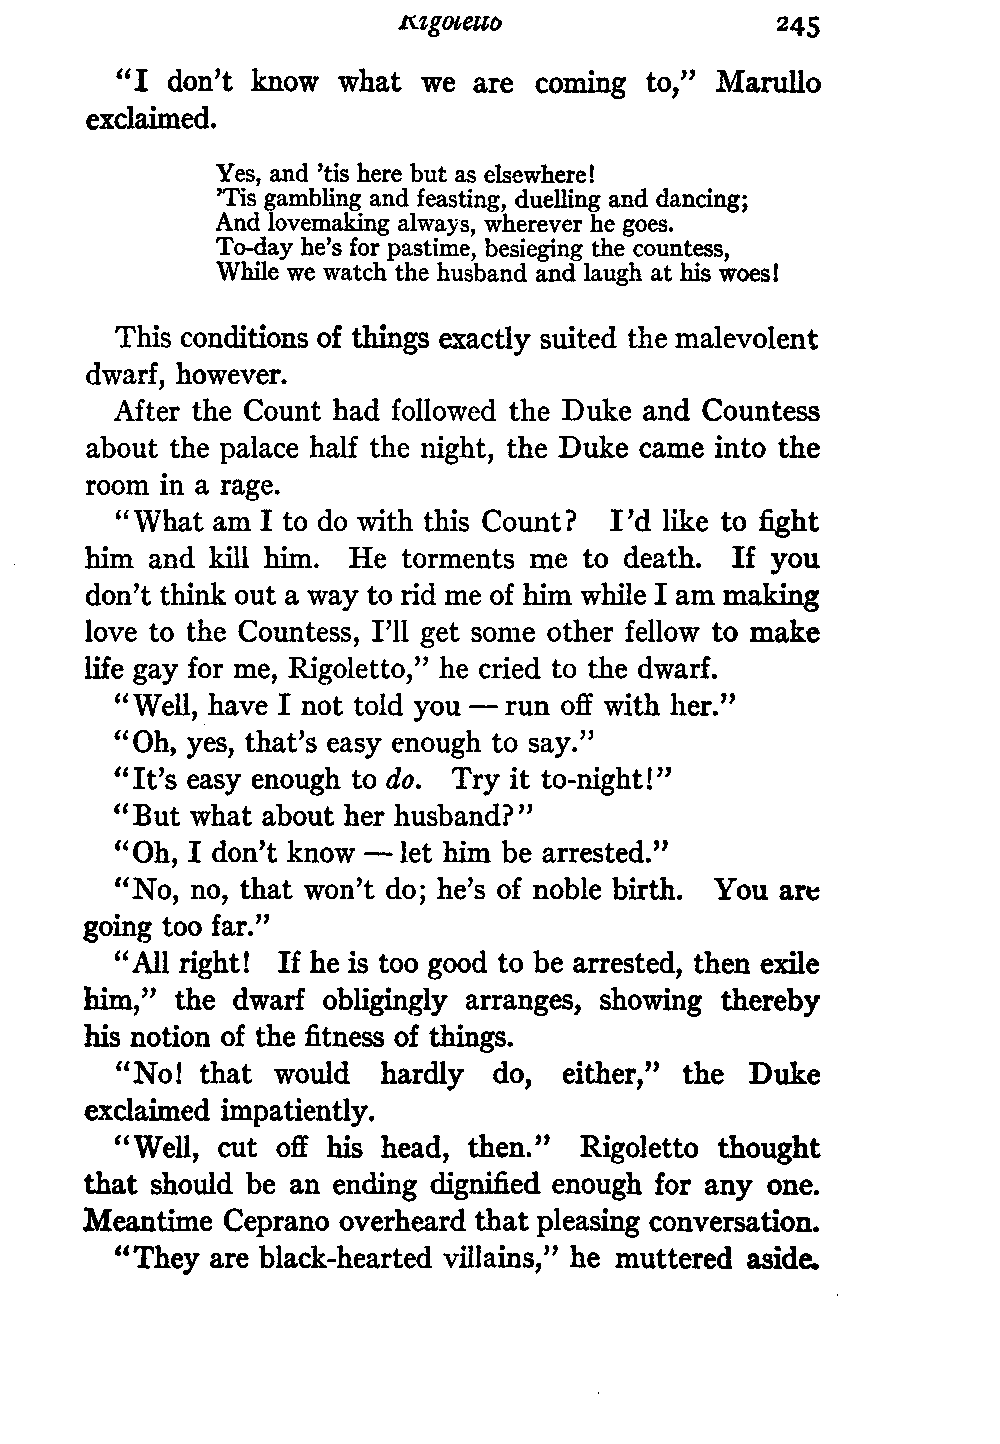 Rigoletto 245
"I don't know what we are coming to," Marullo
exclaimed.
Yes, and 'tis here but as elsewhere!
'Tis gambling and feasting, duelling and dancing;
And lovemaking always, wherever he goes.
To-day he's for pastime, besieging the countess,
While we watch the husband and laugh at his woes!
This conditions of things exactly suited the malevolent
dwarf, however.
After the Count had followed the Duke and Countess
about the palace half the night, the Duke came into the
room in a rage.
"What am I to do with this Count? I'd like to fight
him and kill him. He torments me to death. If you
don't think out a way to rid me of him while I am making
love to the Countess, I'll get some other fellow to make
life gay for me, Rigoletto," he cried to the dwarf.
"Well, have I not told you — run off with her."
"Oh, yes, that's easy enough to say."
"It's easy enough to do. Try it to-night!"
"But what about her husband?"
"Oh, I don't know — let him be arrested."
"No, no, that won't do; he's of noble birth. You are
going too far."
"All right! If he is too good to be arrested, then exile
him," the dwarf obligingly arranges, showing thereby
his notion of the fitness of things.
"No! that would hardly do, either," the Duke
exclaimed impatiently.
"Well, cut off his head, then." Rigoletto thought
that should be an ending dignified enough for any one.
Meantime Ceprano overheard that pleasing conversation.
"They are black-hearted villains," he muttered aside.